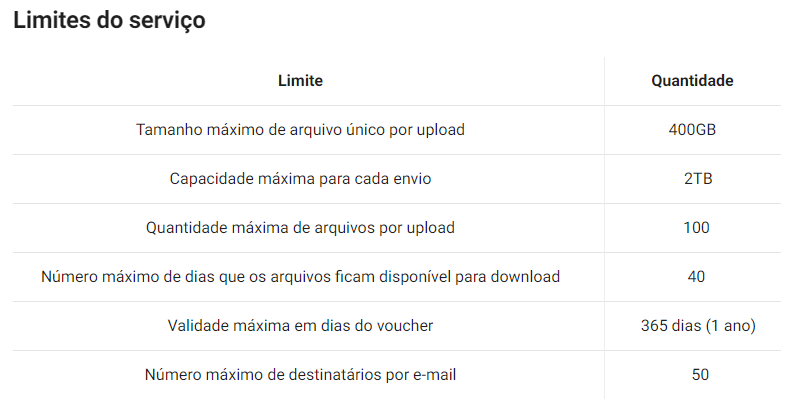 Limites do serviço
Limite Quantidade
Tamanho máximo de arquivo único por upload 400GB
Capacidade máxima para cada envio 2TB
Quantidade máxima de arquivos por upload 100
Número máximo de dias que os arquivos ficam disponível para download 40
Validade máxima em dias do voucher 365 dias (1 ano)
Número máximo de destinatários por e-mail 50